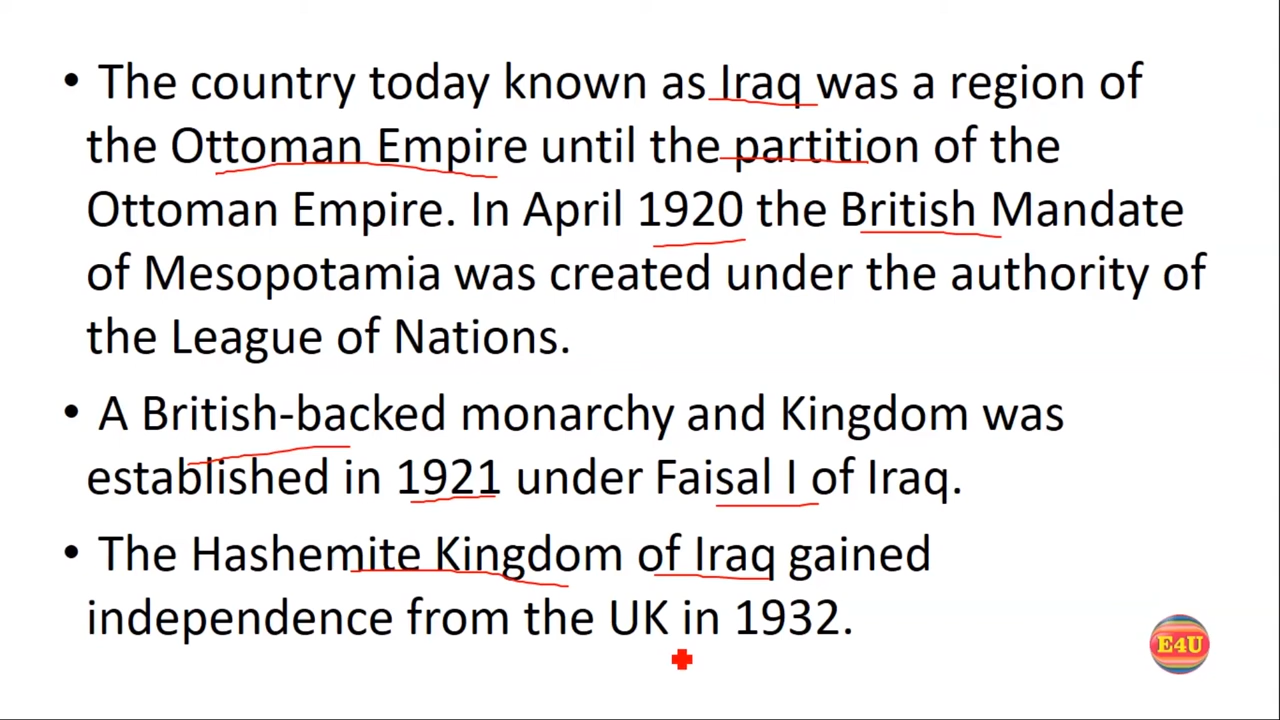 • The country today known as Iraq was a region of
the Ottoman Empire until the partition of the
Ottoman Empire. In April 1920 the British Mandate
of Mesopotamia was created under the authority of
the League of Nations.
• A British-backed monarchy and Kingdom was
established in 1921 under Faisal I of Iraq.
• The Hashemite Kingdom of Iraq gained
independence from the UK in 1932.
E4U